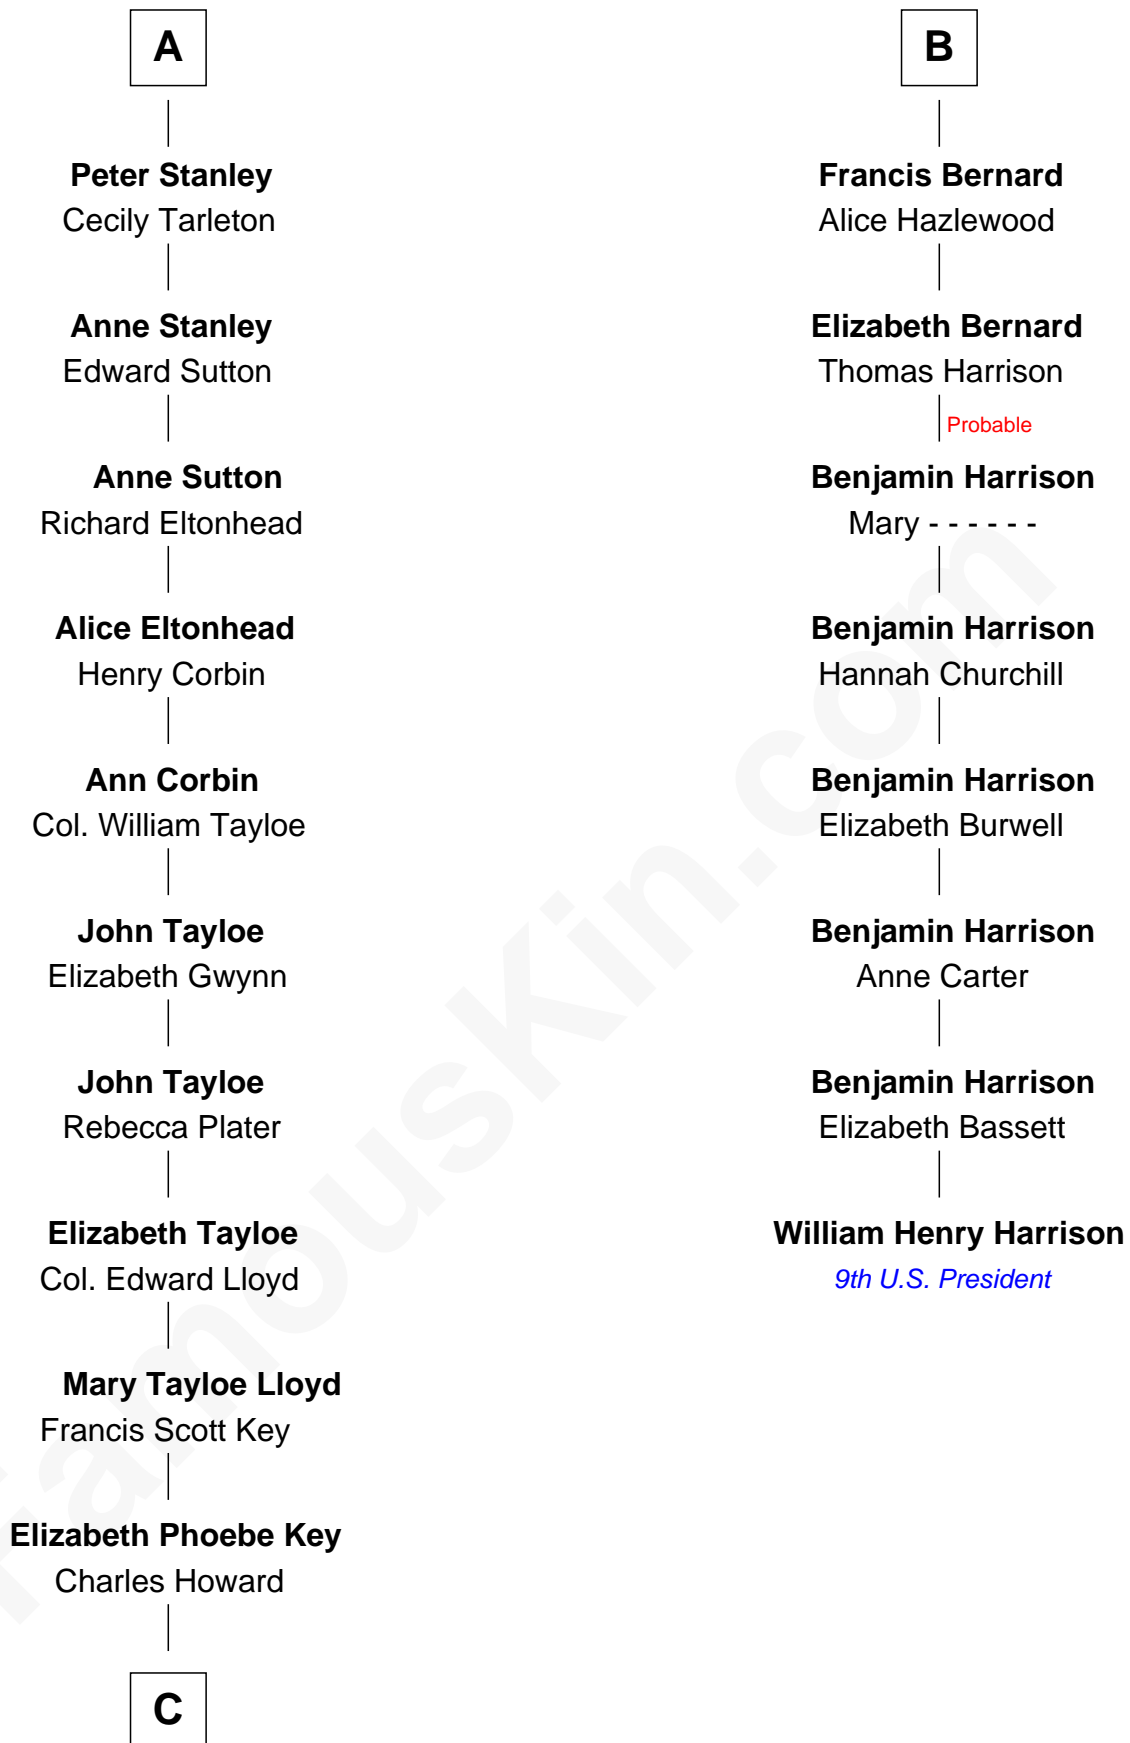 A
Peter Stanley
Cecily Tarleton
Anne Stanley
Edward Sutton
Anne Sutton
Richard Eltonhead
Alice Eltonhead
Henry Corbin
Ann Corbin
Col. William Tayloe
John Tayloe
Elizabeth Gwynn
John Tayloe
Rebecca Plater
Elizabeth Tayloe
Col. Edward Lloyd
Mary Tayloe Lloyd
Francis Scott Key
Elizabeth Phoebe Key
Charles Howard
C
B
Francis Bernard
Alice Hazlewood
Elizabeth Bernard
Thomas Harrison
Probable
Benjamin Harrison
Mary - - - - - -
Benjamin Harrison
Hannah Churchill
Benjamin Harrison
Elizabeth Burwell
Benjamin Harrison
Anne Carter
Benjamin Harrison
Elizabeth Bassett
William Henry Harrison
9th U.S. President
FamousKin.com